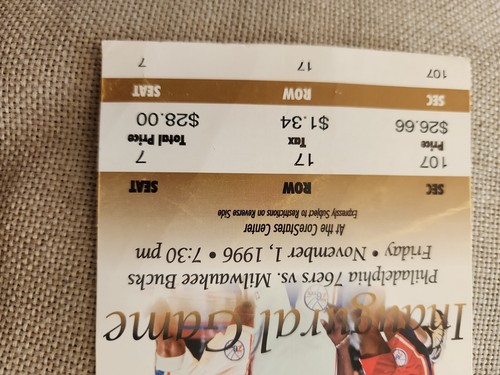 Inaugural Game
Philadelphia 76ers vs. Milwaukee Bucks
Friday • November 1, 1996 • 7:30 pm
At the CoreStates Center
Expressly Subject to Restrictions on Reverse Side
SEC ROW SEAT
107 17 7
Price Tax Total Price
$26.66 $1.34 $28.00
SEC ROW SEAT
107 17 7